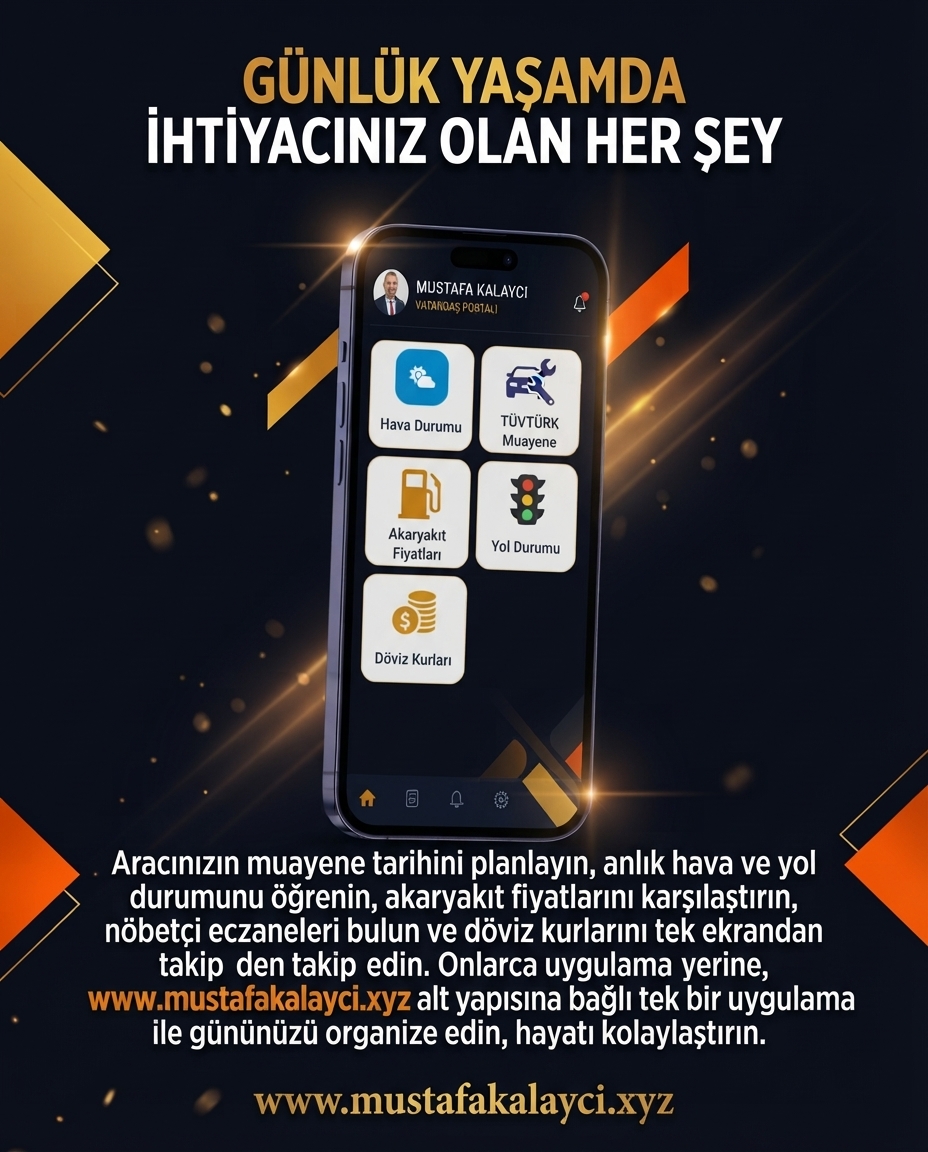 GÜNLÜK YAŞAMDA
İHTİYACINIZ OLAN HER ŞEY
MUSTAFA KALAYCI
VATANDAŞ PORTALI
Hava Durumu
TÜVTÜRK
Muayene
Akaryakıt
Fiyatları
Yol Durumu
$
Döviz Kurları
Aracınızın muayene tarihini planlayın, anlık hava ve yol
durumunu öğrenin, akaryakıt fiyatlarını karşılaştırın,
nöbetçi eczaneleri bulun ve döviz kurlarını tek ekrandan
takip den takip edin. Onlarca uygulama yerine,
www.mustafakalayci.xyz alt yapısına bağlı tek bir uygulama
ile gününüzü organize edin, hayatı kolaylaştırın.
www.mustafakalayci.xyz